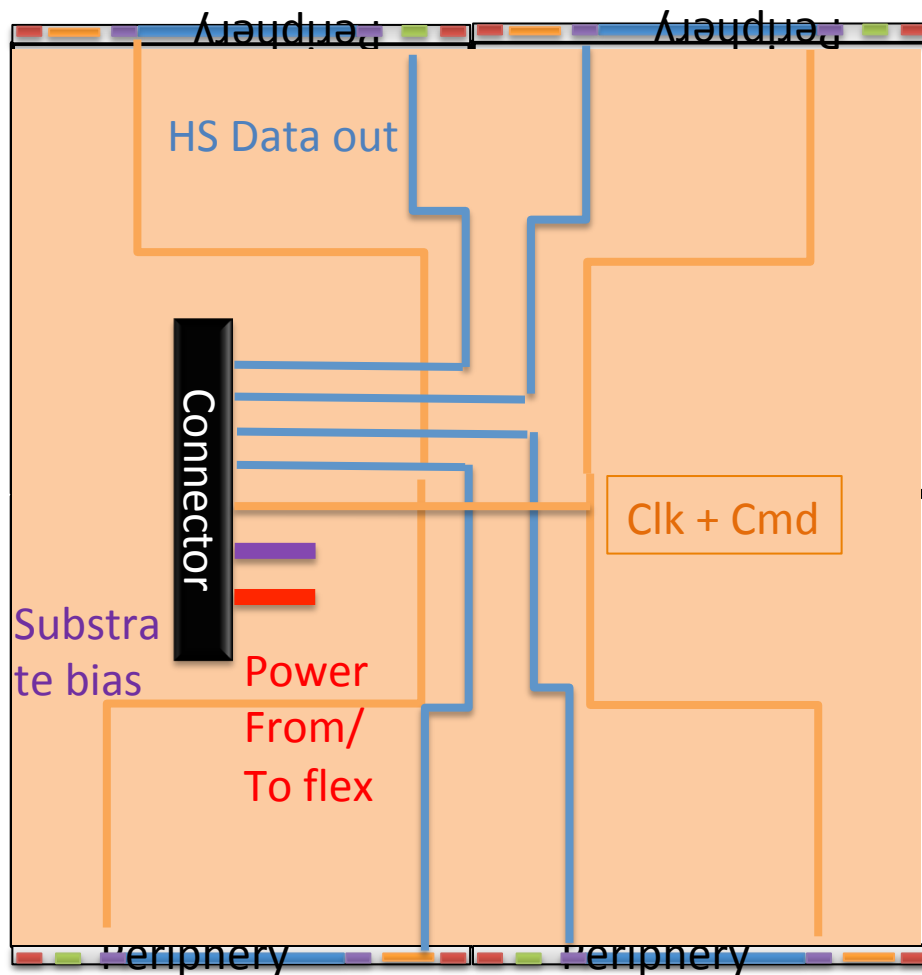 Periphery
Periphery
HS Data out
Connector
Clk + Cmd
Substra
te bias
Power
From/
To flex
Periphery
Periphery